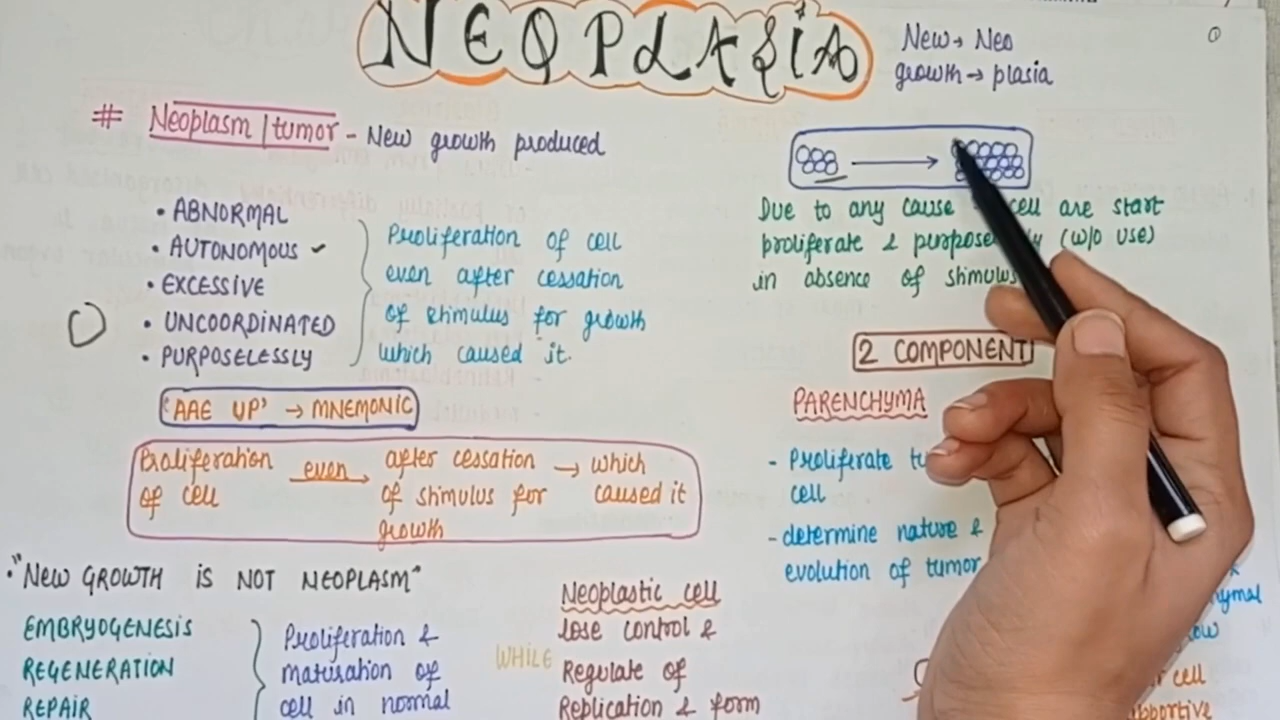 NEOPLASIA
New → Neo
growth → plasia
# Neoplasm / tumor - New growth produced
• ABNORMAL
• AUTONOMOUS ✓
• EXCESSIVE
• UNCOORDINATED
• PURPOSELESSLY
Proliferation of cell
even after cessation
of stimulus for growth
which caused it.
'AAE UP' → MNEMONIC
Proliferation even after cessation → which
of cell of stimulus for caused it
growth
• "NEW GROWTH IS NOT NEOPLASM"
EMBRYOGENESIS
REGENERATION
REPAIR
Proliferation &
maturation of
cell in normal
WHILE
Neoplastic cell
lose control &
Regulate of
Replication & form
Due to any cause cell are start
proliferate & (w/o use)
in absence of stimulus
2 COMPONENT
PARENCHYMA
- Proliferate
cell
- determine nature &
evolution of tumor
cell